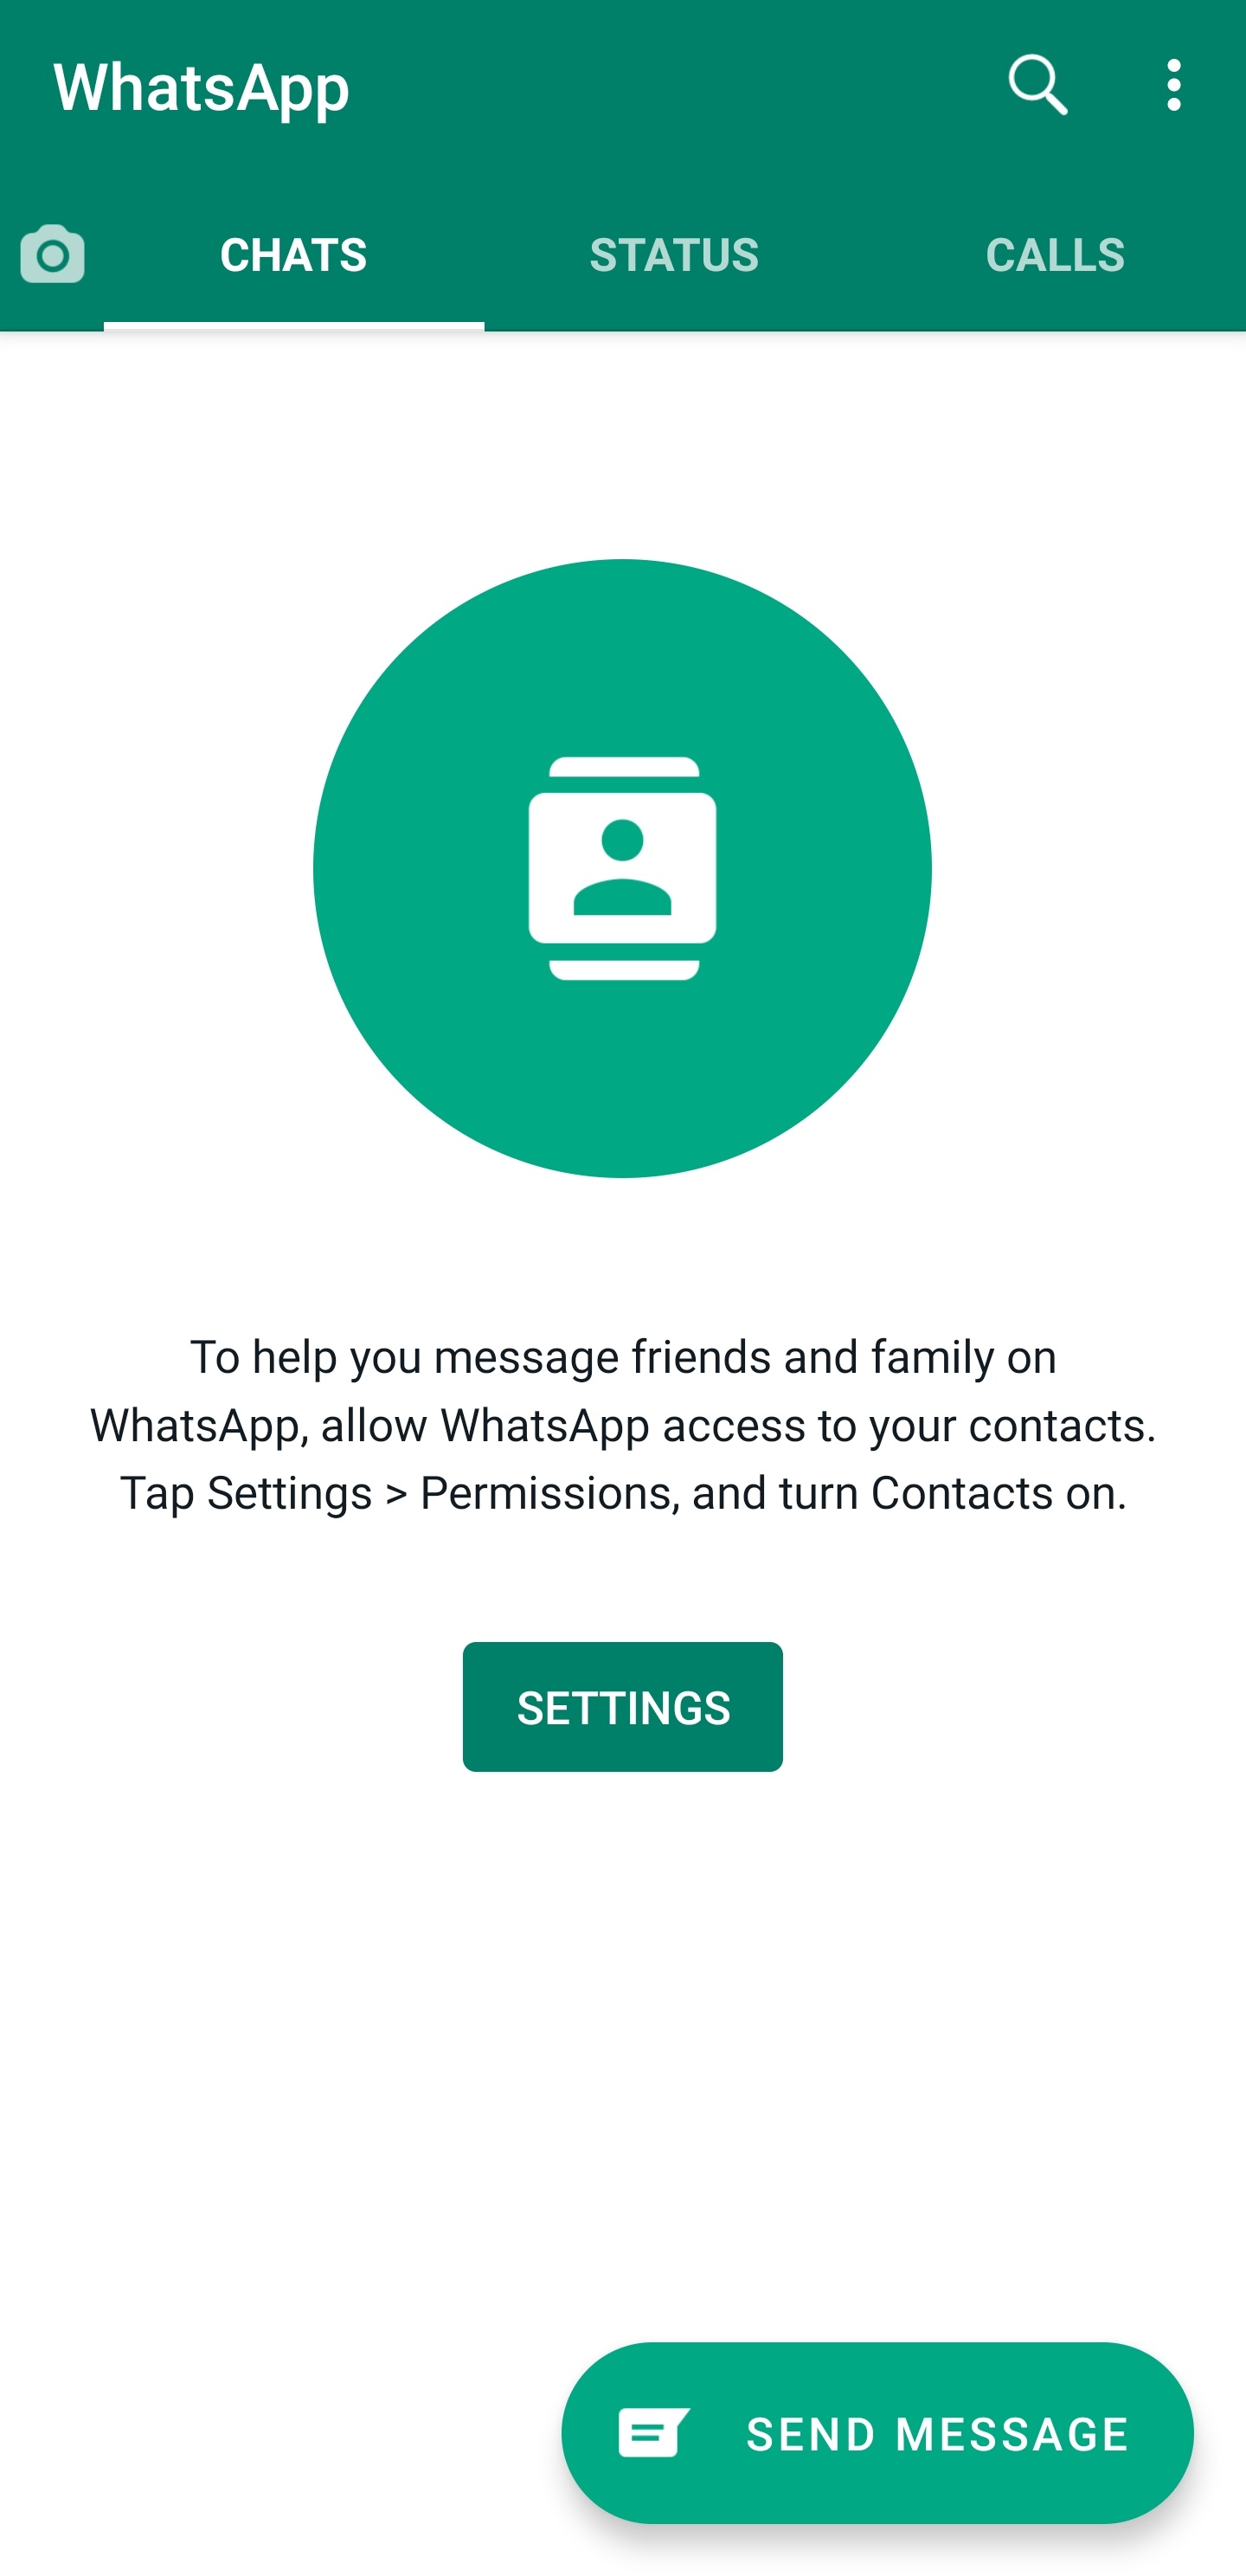 WhatsApp
CHATS
STATUS
CALLS
To help you message friends and family on
WhatsApp, allow WhatsApp access to your contacts.
Tap Settings > Permissions, and turn Contacts on.
SETTINGS
SEND MESSAGE